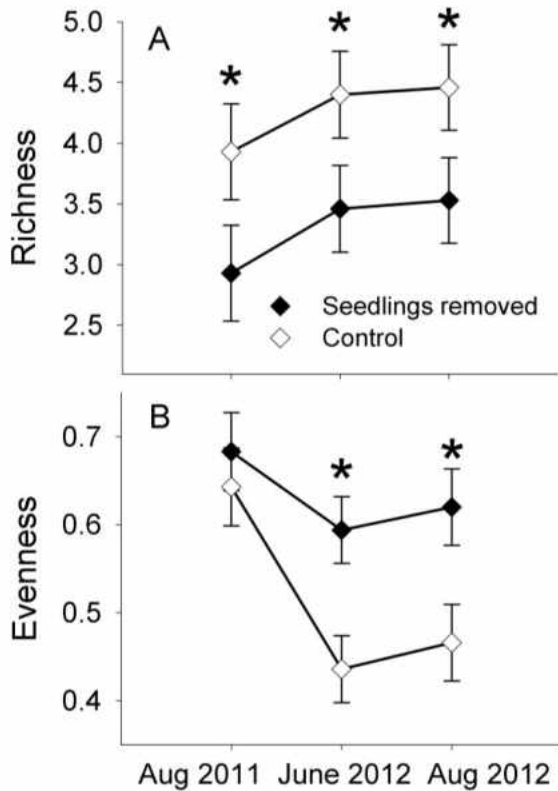 5.0
A
*
*
*
4.5
4.0
Richness
3.5
3.0
Seedlings removed
Control
2.5
B
0.7
*
*
0.6
Evenness
0.5
0.4
Aug 2011 June 2012 Aug 2012